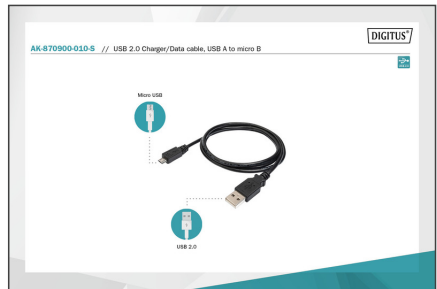 DIGITUS®
AK-870900-010-S // USB 2.0 Charger/Data cable, USB A to micro B
Micro USB
USB 2.0